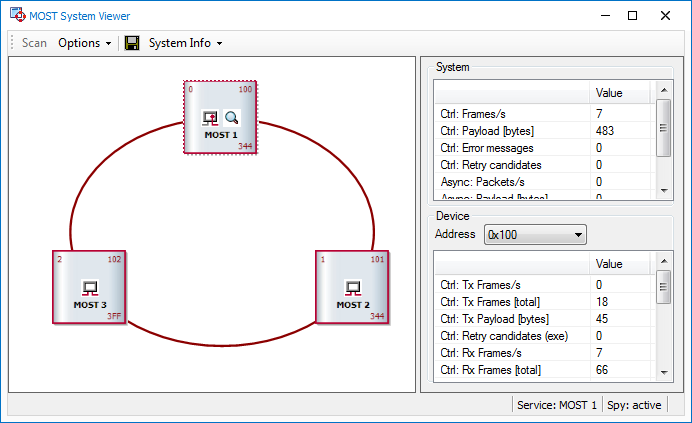 MOST System Viewer
Scan Options System Info
0 100
MOST 1
344
2 102
MOST 3
3FF
1 101
MOST 2
344
System
Value
Ctrl: Frames/s 7
Ctrl: Payload [bytes] 483
Ctrl: Error messages 0
Ctrl: Retry candidates 0
Async: Packets/s 0
Async: Payload [bytes] 0
Device
Address 0x100
Value
Ctrl: Tx Frames/s 0
Ctrl: Tx Frames [total] 18
Ctrl: Tx Payload [bytes] 45
Ctrl: Retry candidates (exe) 0
Ctrl: Rx Frames/s 7
Ctrl: Rx Frames [total] 66
Service: MOST 1 Spy: active